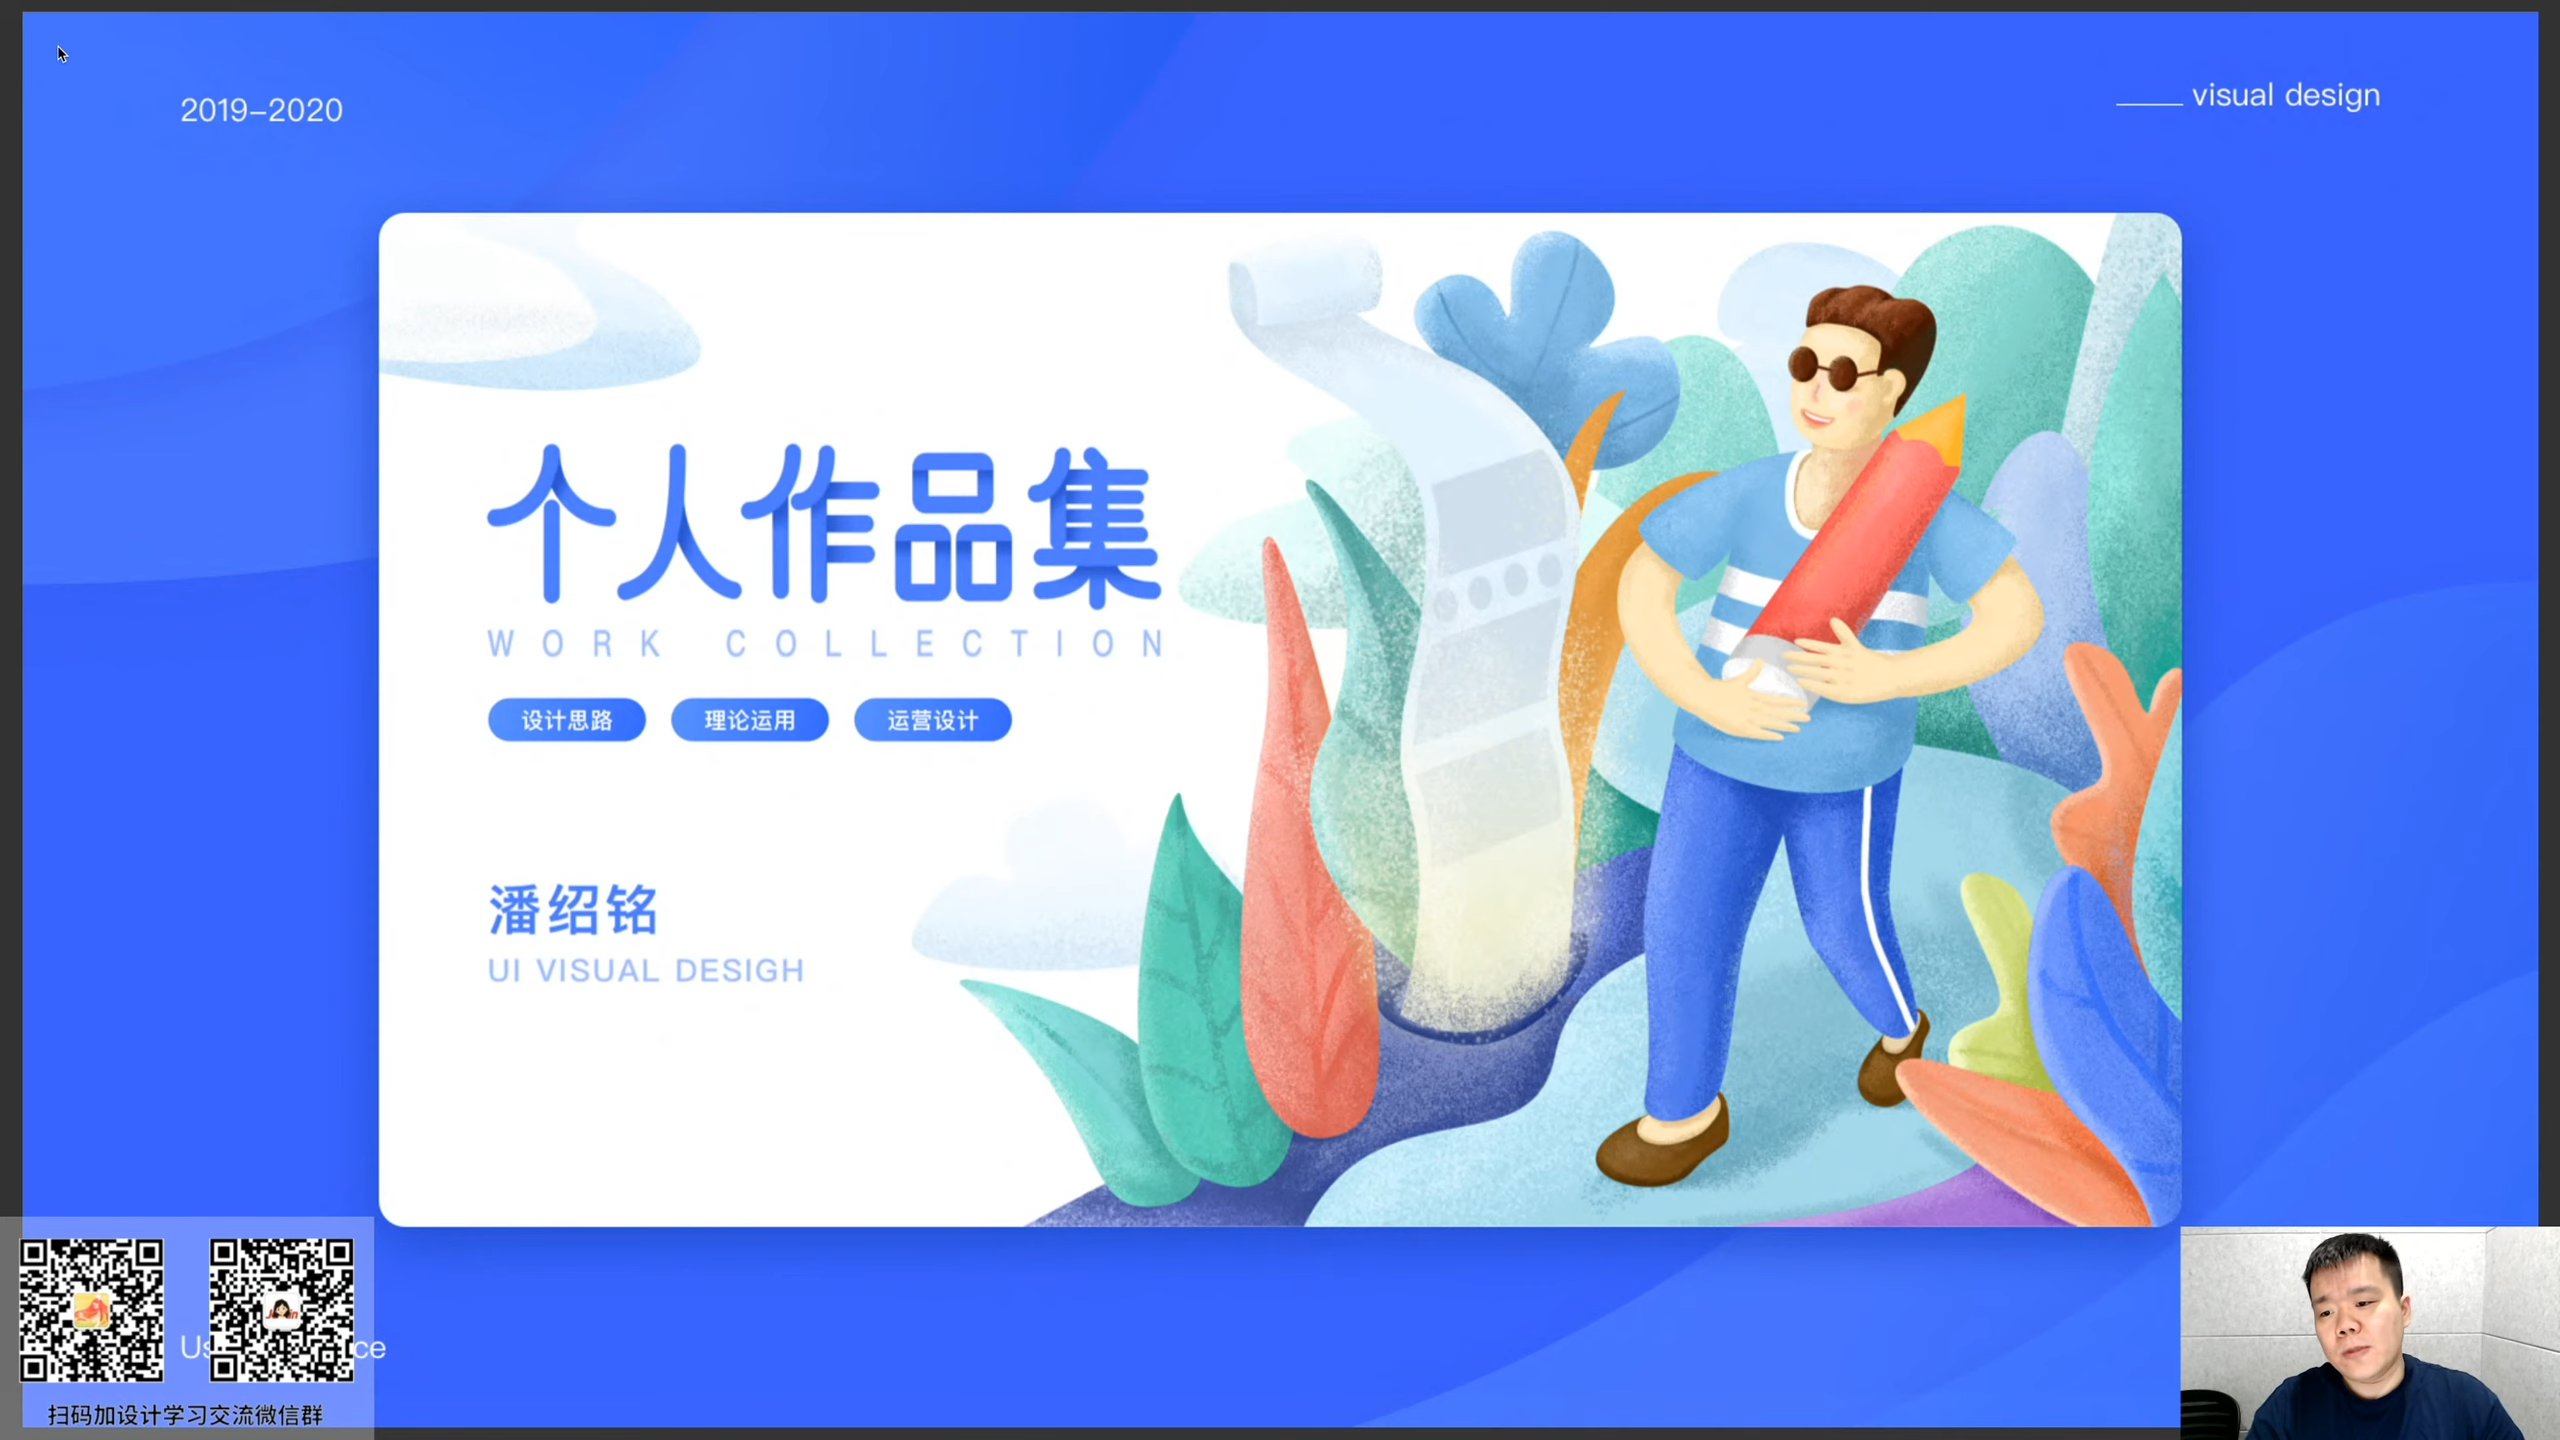 2019–2020
visual design
个人作品集
WORK COLLECTION
设计思路
理论运用
运营设计
潘绍铭
UI VISUAL DESIGH
扫码加设计学习交流微信群